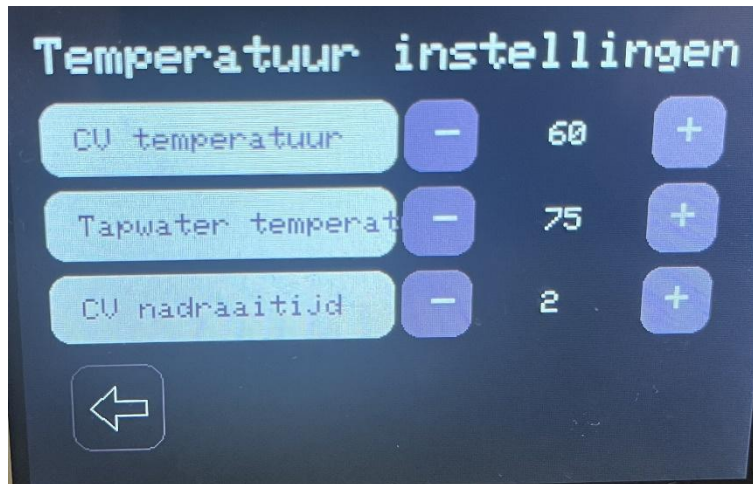 Temperatuur instellingen
CV temperatuur - 60 +
Tapwater temperat - 75 +
CV nadraaitijd - 2 +